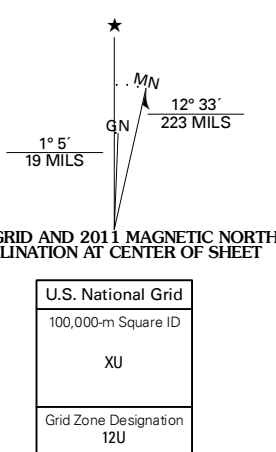 ★
MN
12° 33´
223 MILS
GN
1° 5´
19 MILS
GRID AND 2011 MAGNETIC NORTH
LINATION AT CENTER OF SHEET
U.S. National Grid
100,000-m Square ID
XU
Grid Zone Designation
12U